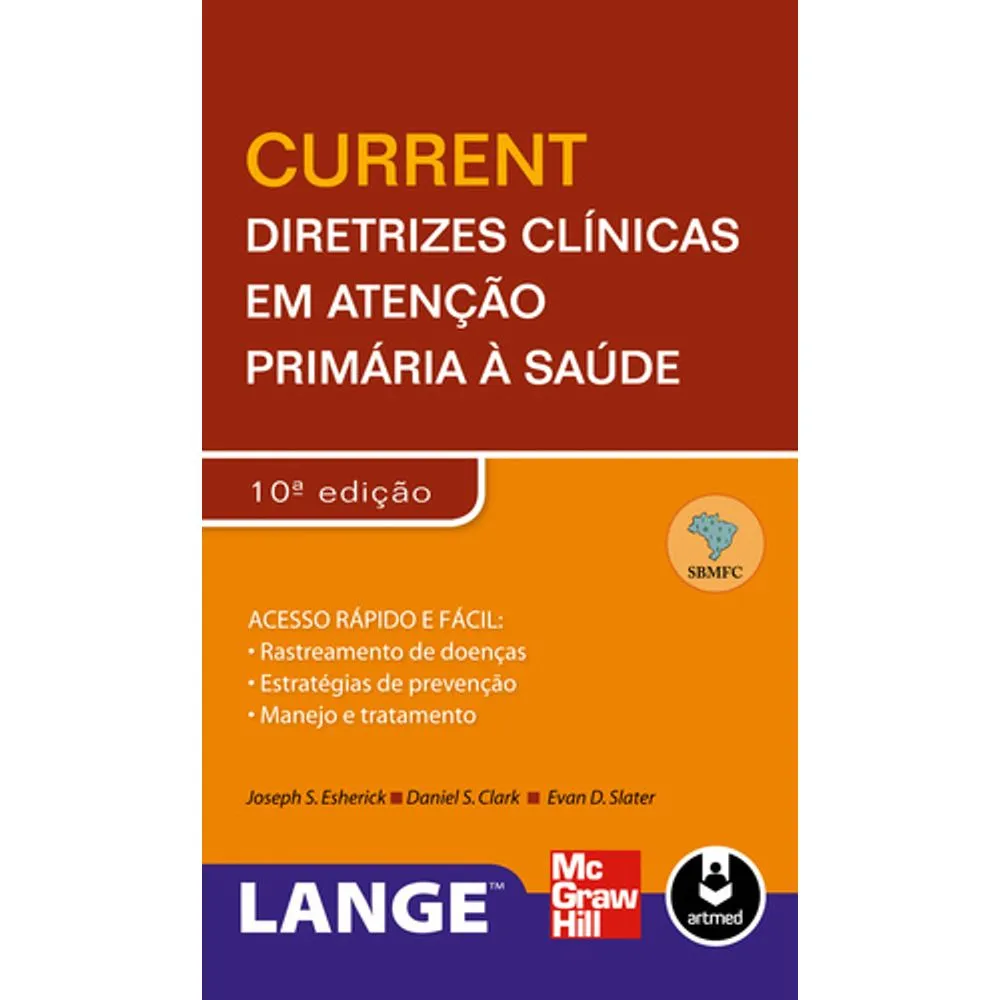 CURRENT
DIRETRIZES CLÍNICAS
EM ATENÇÃO
PRIMÁRIA À SAÚDE
10ª edição
SBMFC
ACESSO RÁPIDO E FÁCIL:
• Rastreamento de doenças
• Estratégias de prevenção
• Manejo e tratamento
Joseph S. Esherick ■ Daniel S. Clark ■ Evan D. Slater
LANGE™
Mc
Graw
Hill
artmed